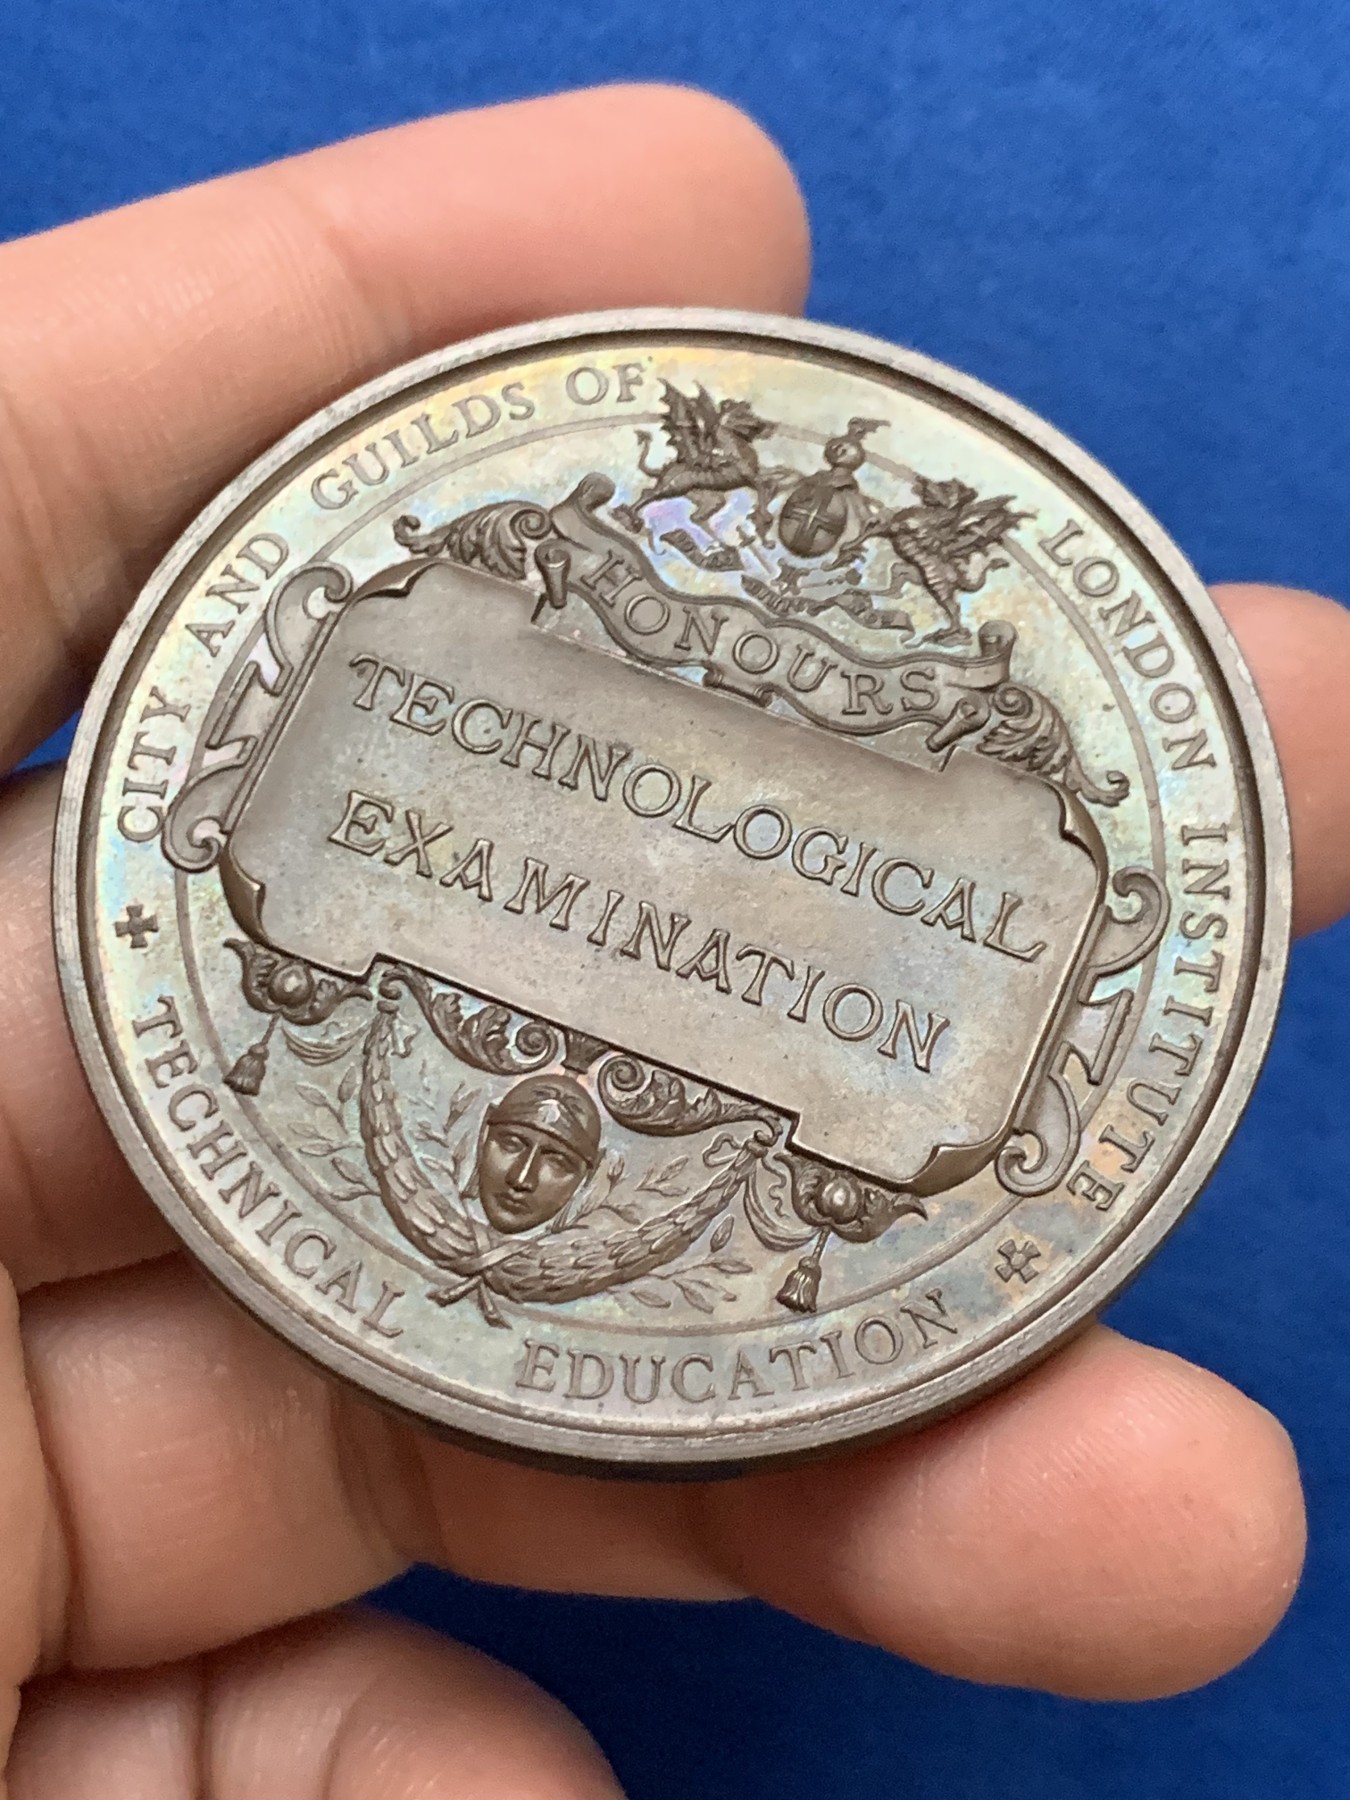 CITY AND GUILDS OF LONDON INSTITUTE
HONOURS
TECHNOLOGICAL
EXAMINATION
TECHNICAL EDUCATION